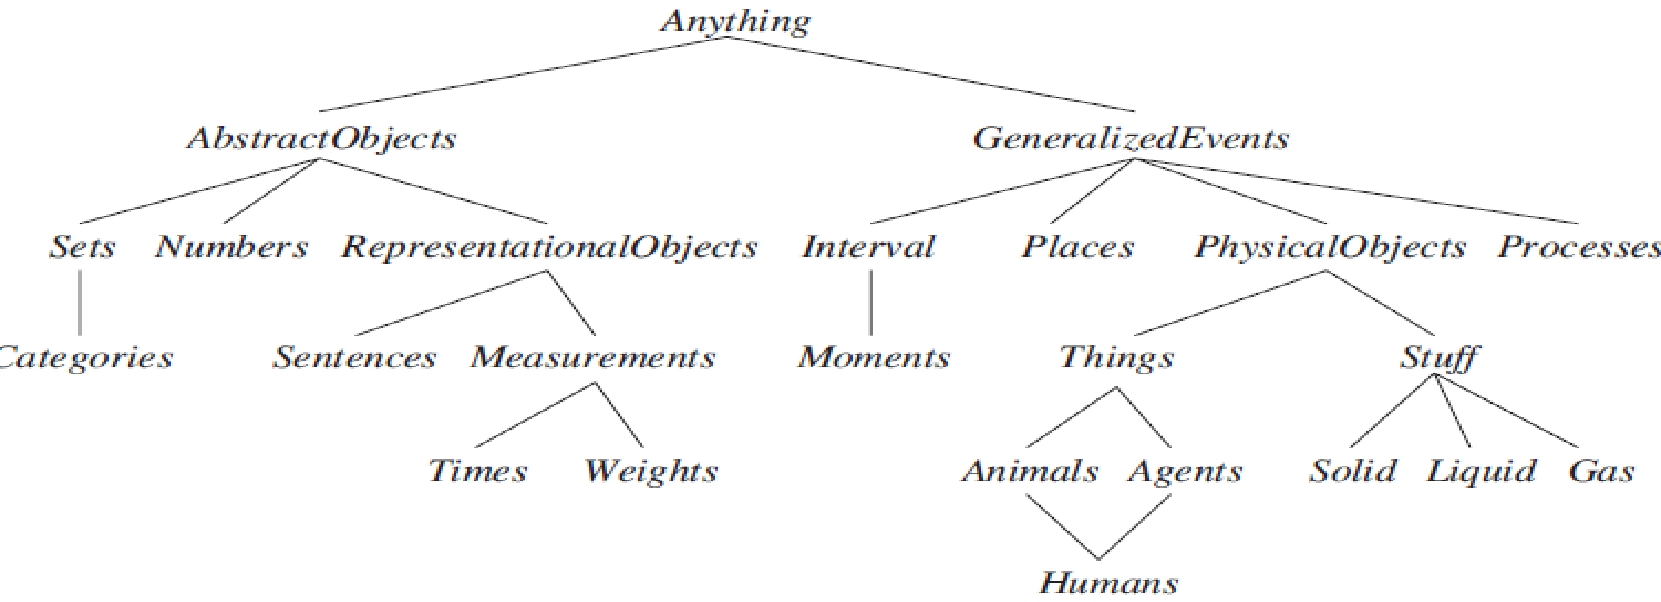 Anything
AbstractObjects GeneralizedEvents
Sets Numbers RepresentationalObjects Interval Places PhysicalObjects Processes
Categories Sentences Measurements Moments Things Stuff
Times Weights Animals Agents Solid Liquid Gas
Humans